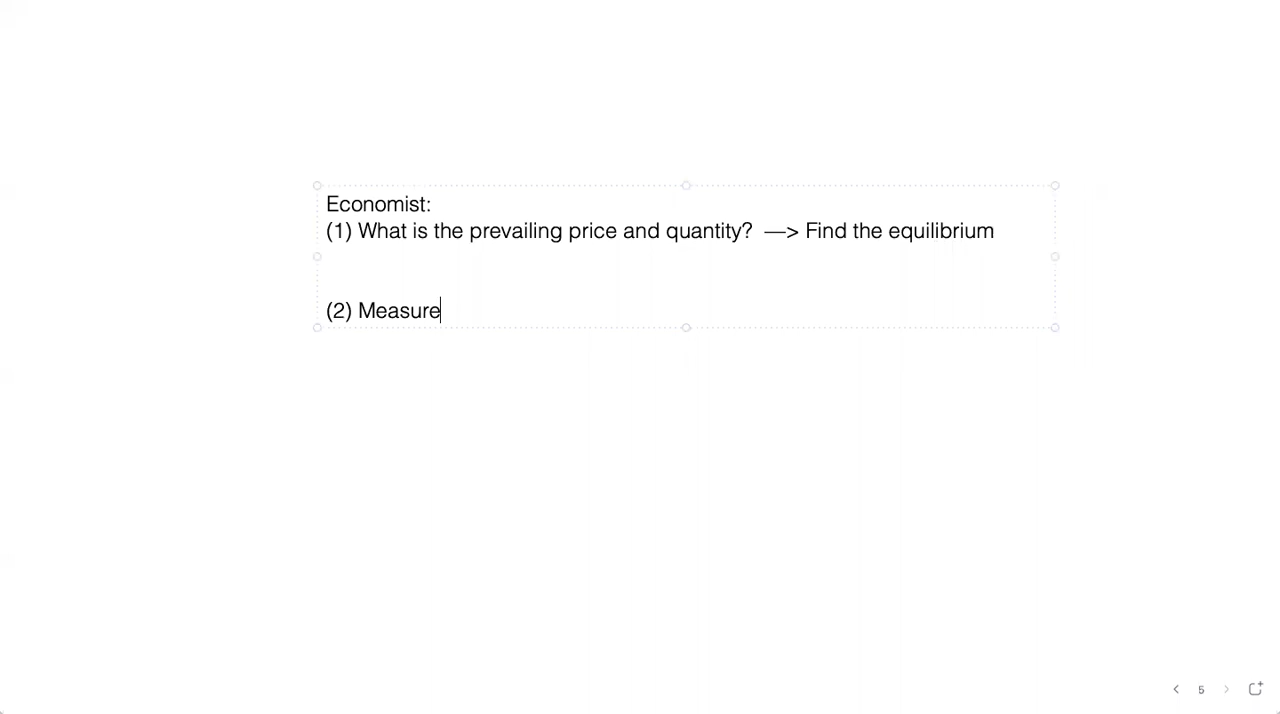 Economist:
(1) What is the prevailing price and quantity? —> Find the equilibrium
(2) Measure
5